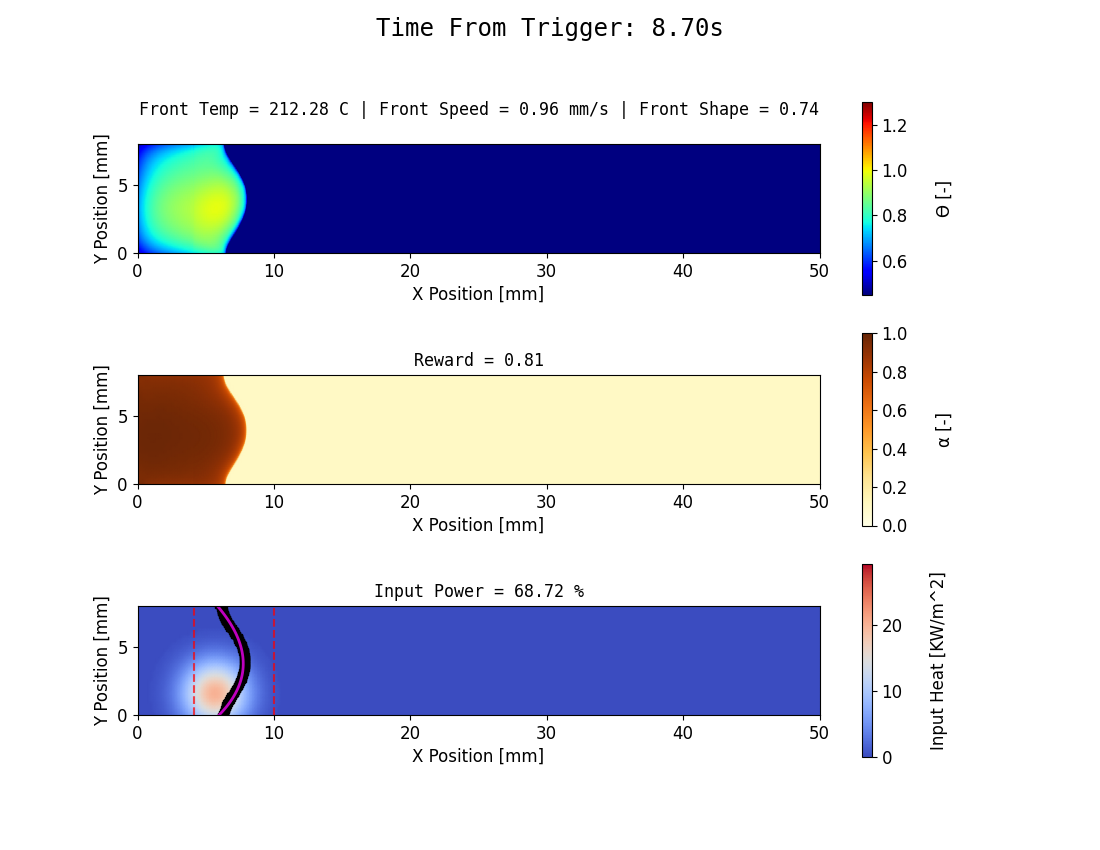 Time From Trigger: 8.70s
Front Temp = 212.28 C | Front Speed = 0.96 mm/s | Front Shape = 0.74
Y Position [mm]
5
0
0 10 20 30 40 50
X Position [mm]
1.2
1.0
0.8
0.6
Θ [-]
Reward = 0.81
Y Position [mm]
5
0
0 10 20 30 40 50
X Position [mm]
1.0
0.8
0.6
0.4
0.2
0.0
α [-]
Input Power = 68.72 %
Y Position [mm]
5
0
0 10 20 30 40 50
X Position [mm]
20
10
0
Input Heat [KW/m^2]